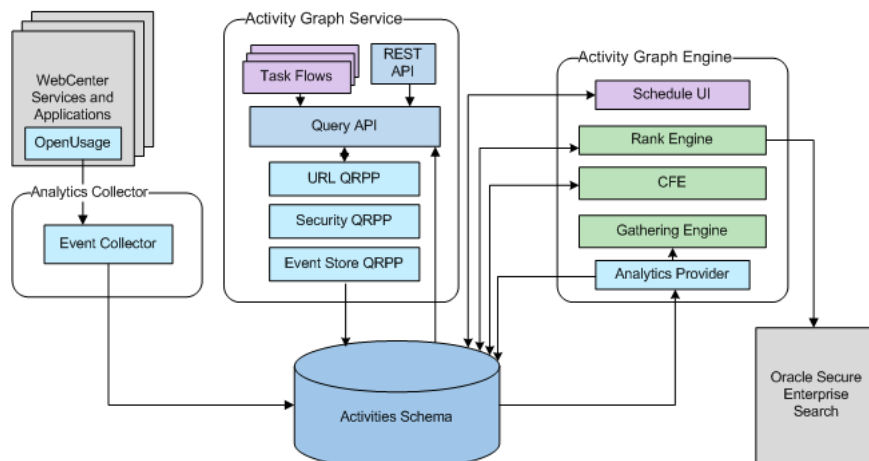 WebCenter
Services and
Applications
OpenUsage
Analytics Collector
Event Collector
Activity Graph Service
Task Flows
REST
API
Query API
URL QRPP
Security QRPP
Event Store QRPP
Activity Graph Engine
Schedule UI
Rank Engine
CFE
Gathering Engine
Analytics Provider
Activities Schema
Oracle Secure
Enterprise
Search